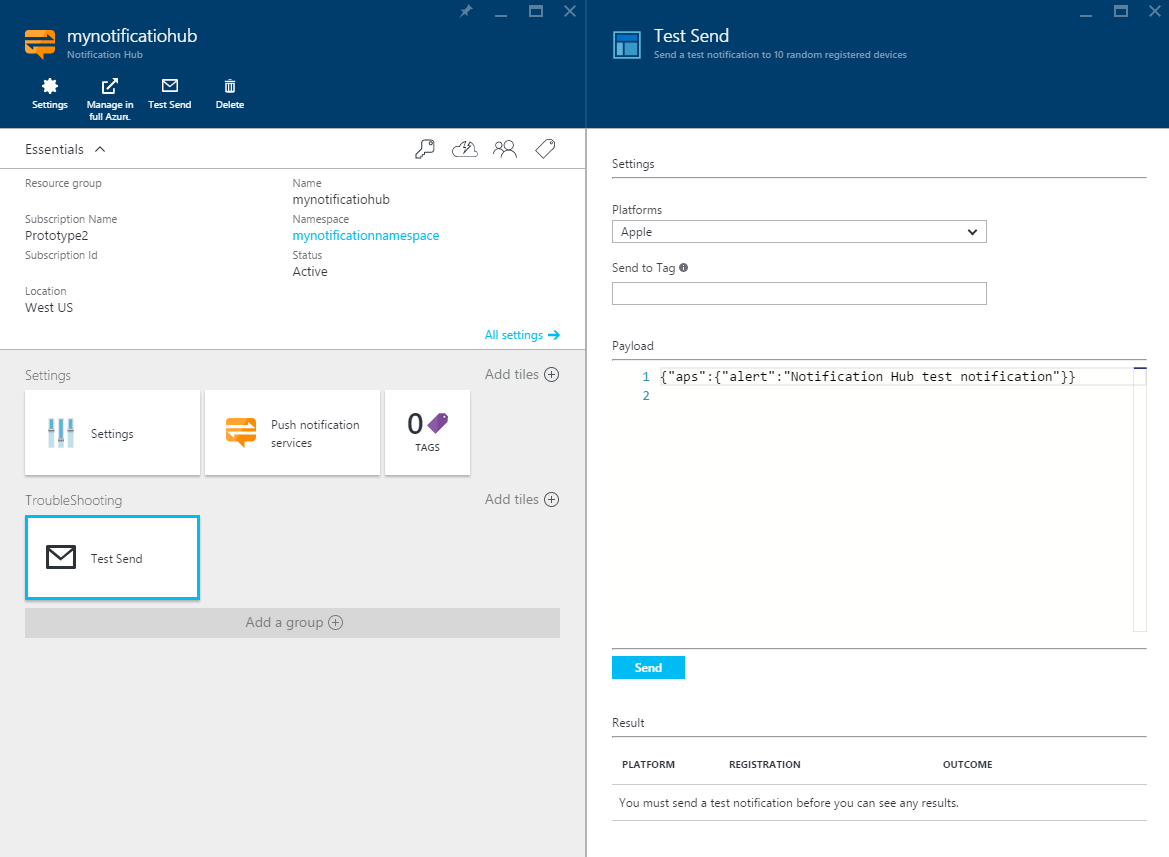 mynotificatiohub
Notification Hub
Settings
Manage in
full Azur..
Test Send
Delete
Essentials
Resource group
Subscription Name
Prototype2
Subscription Id
Location
West US
Name
mynotificatiohub
Namespace
mynotificationnamespace
Status
Active
All settings
Settings
Add tiles
Settings
Push notification
services
0
TAGS
TroubleShooting
Add tiles
Test Send
Add a group
Test Send
Send a test notification to 10 random registered devices
Settings
Platforms
Apple
Send to Tag
Payload
1 {"aps":{"alert":"Notification Hub test notification"}}
2
Send
Result
PLATFORM REGISTRATION OUTCOME
You must send a test notification before you can see any results.